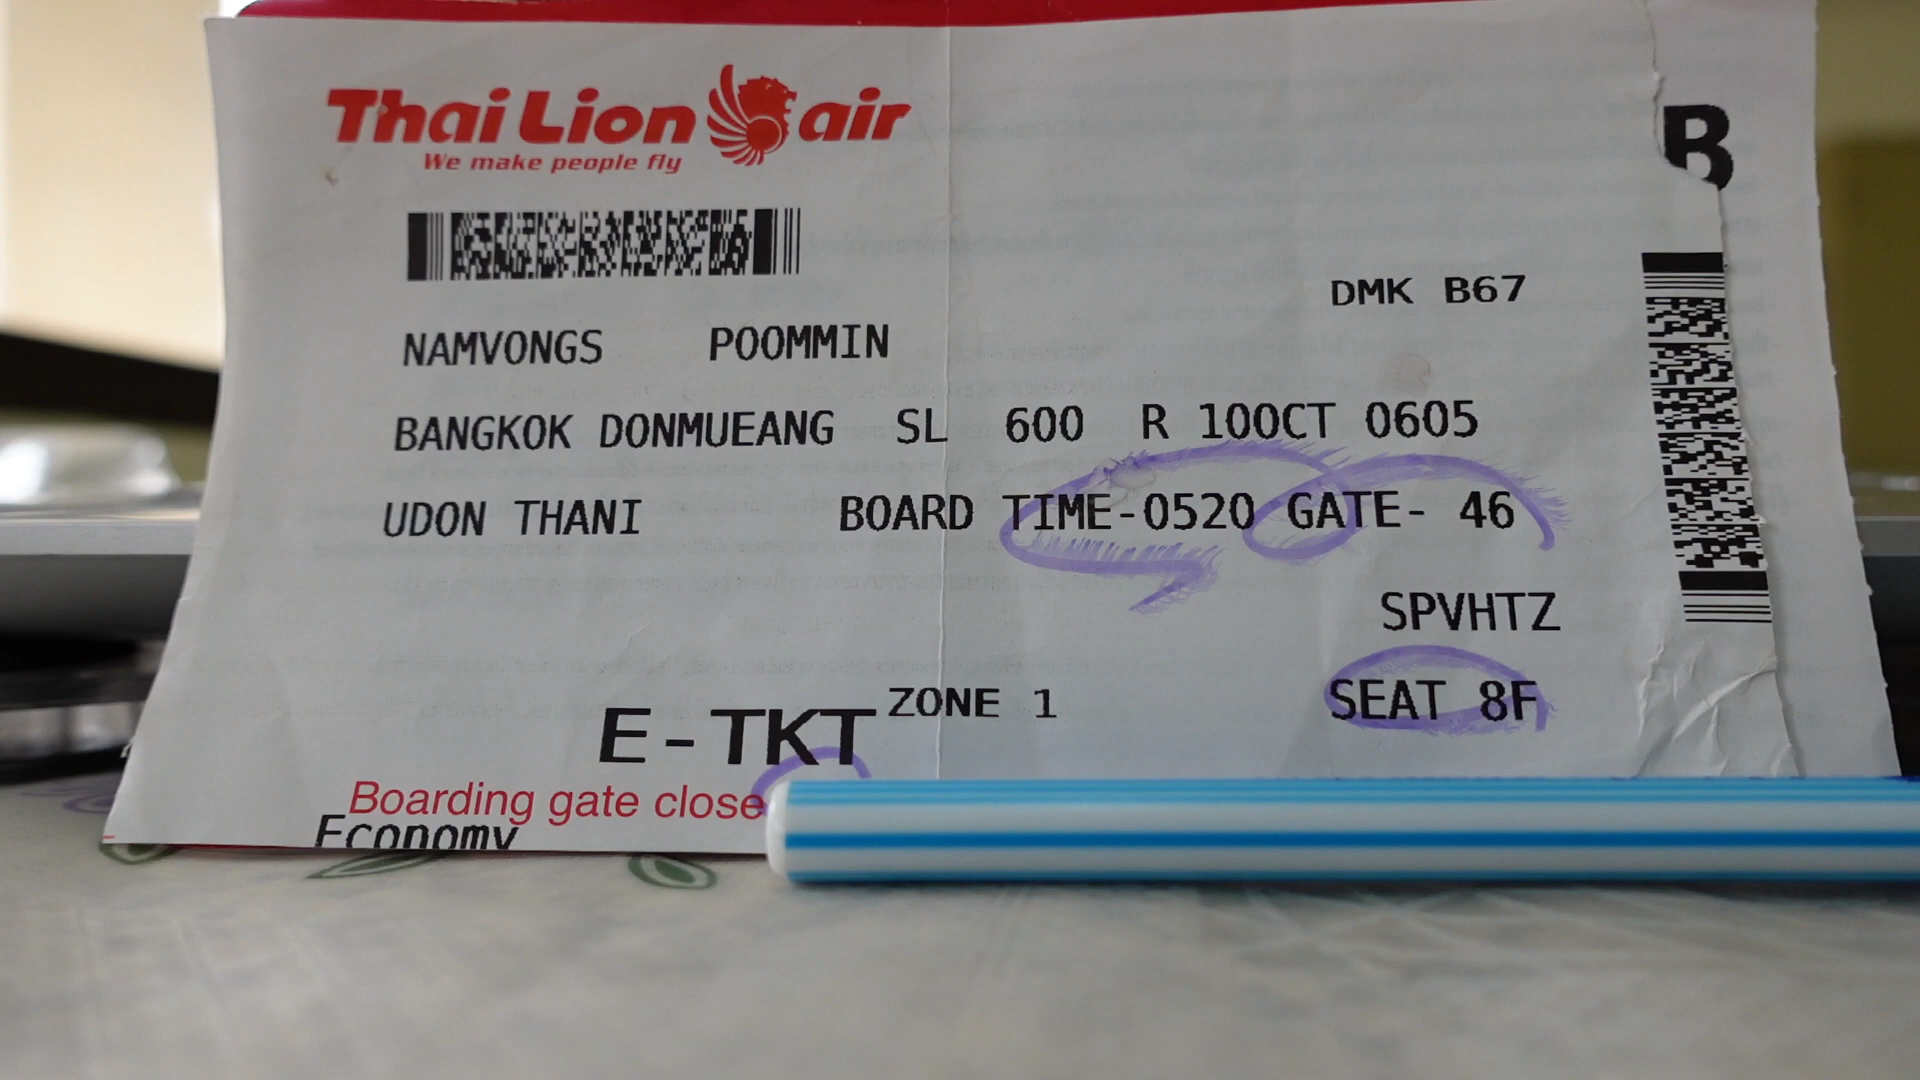 Thai Lion air
We make people fly
B
DMK B67
NAMVONGS POOMMIN
BANGKOK DONMUEANG SL 600 R 10OCT 0605
UDON THANI BOARD TIME-0520 GATE- 46
SPVHTZ
E-TKT ZONE 1 SEAT 8F
Boarding gate close
Economy